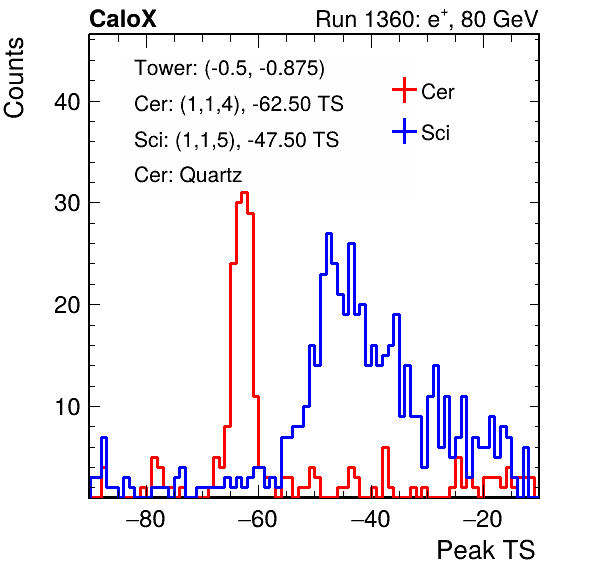 CaloX Run 1360: e⁺, 80 GeV
Counts
Tower: (-0.5, -0.875)
Cer: (1,1,4), -62.50 TS
Sci: (1,1,5), -47.50 TS
Cer: Quartz
Cer
Sci
40
30
20
10
−80 −60 −40 −20
Peak TS